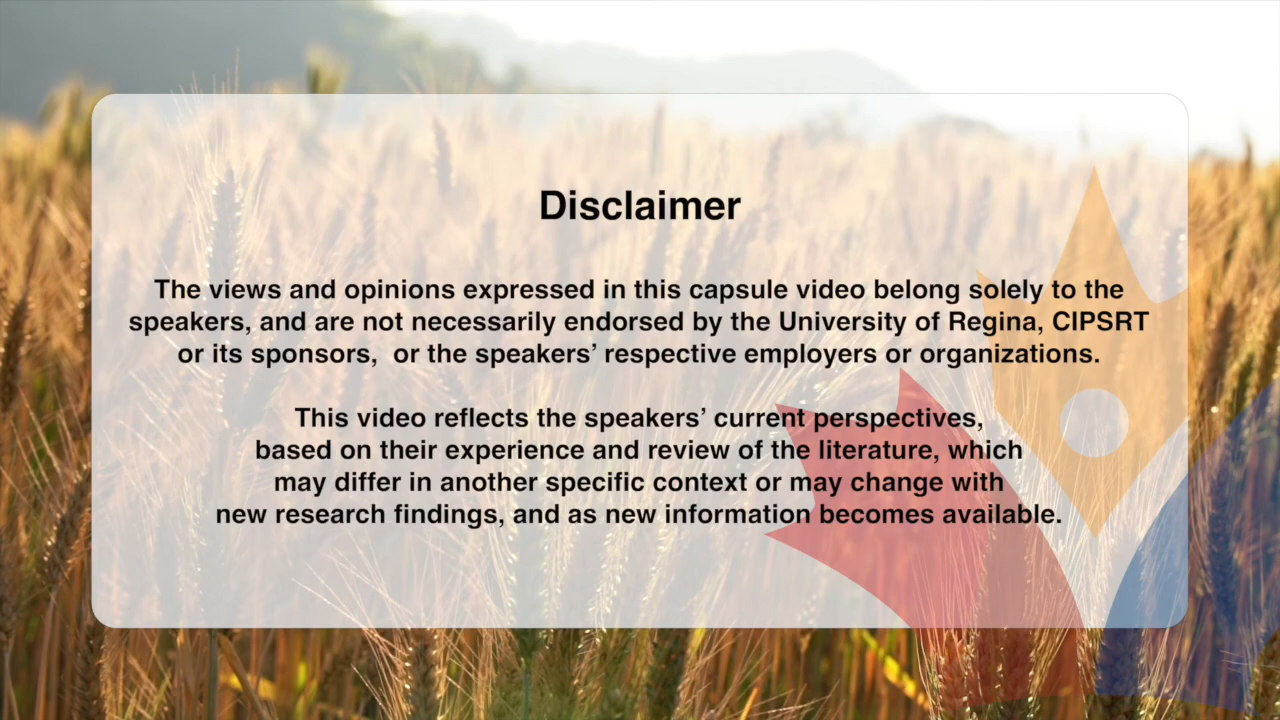 Disclaimer
The views and opinions expressed in this capsule video belong solely to the
speakers, and are not necessarily endorsed by the University of Regina, CIPSRT
or its sponsors,  or the speakers’ respective employers or organizations.
This video reflects the speakers’ current perspectives,
based on their experience and review of the literature, which
may differ in another specific context or may change with
new research findings, and as new information becomes available.